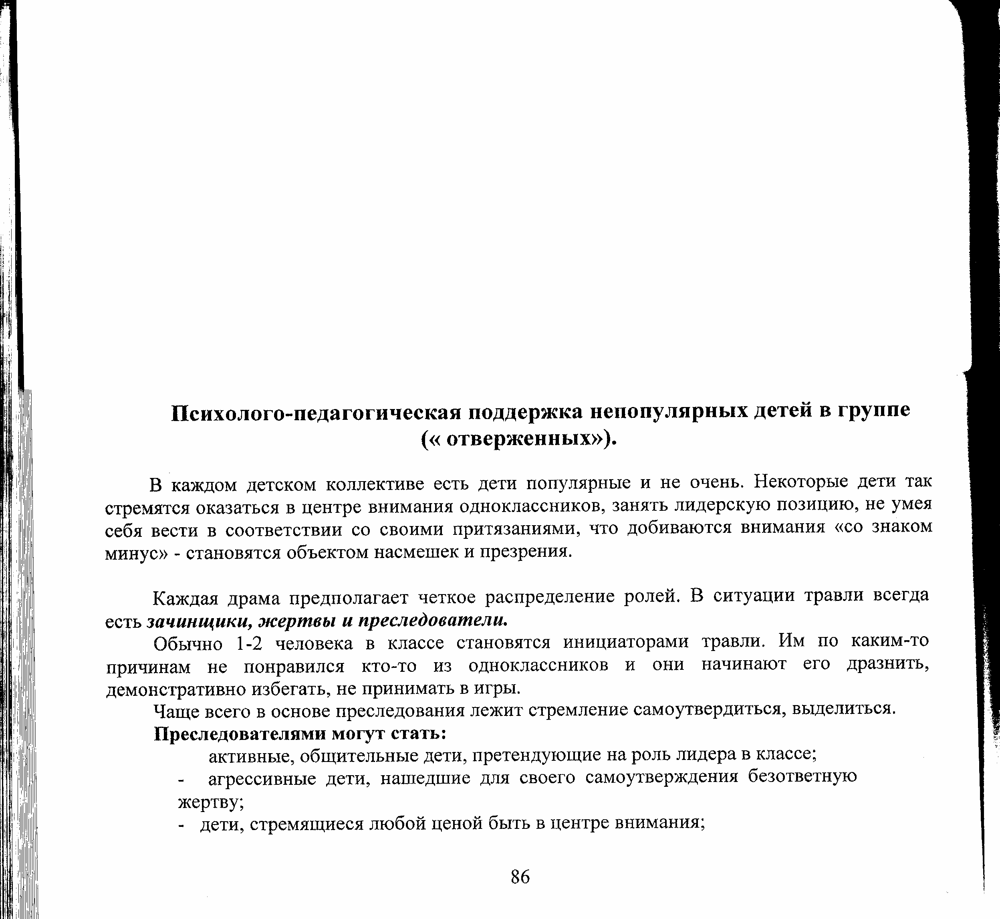 Психолого-педагогическая поддержка непопулярных детей в группе
(« отверженных»).
В каждом детском коллективе есть дети популярные и не очень. Некоторые дети так
стремятся оказаться в центре внимания одноклассников, занять лидерскую позицию, не умея
себя вести в соответствии со своими притязаниями, что добиваются внимания «со знаком
минус» - становятся объектом насмешек и презрения.
Каждая драма предполагает четкое распределение ролей. В ситуации травли всегда
есть зачинщики, жертвы и преследователи.
Обычно 1-2 человека в классе становятся инициаторами травли. Им по каким-то
причинам не понравился кто-то из одноклассников и они начинают его дразнить,
демонстративно избегать, не принимать в игры.
Чаще всего в основе преследования лежит стремление самоутвердиться, выделиться.
Преследователями могут стать:
активные, общительные дети, претендующие на роль лидера в классе;
- агрессивные дети, нашедшие для своего самоутверждения безответную
жертву;
- дети, стремящиеся любой ценой быть в центре внимания;
86